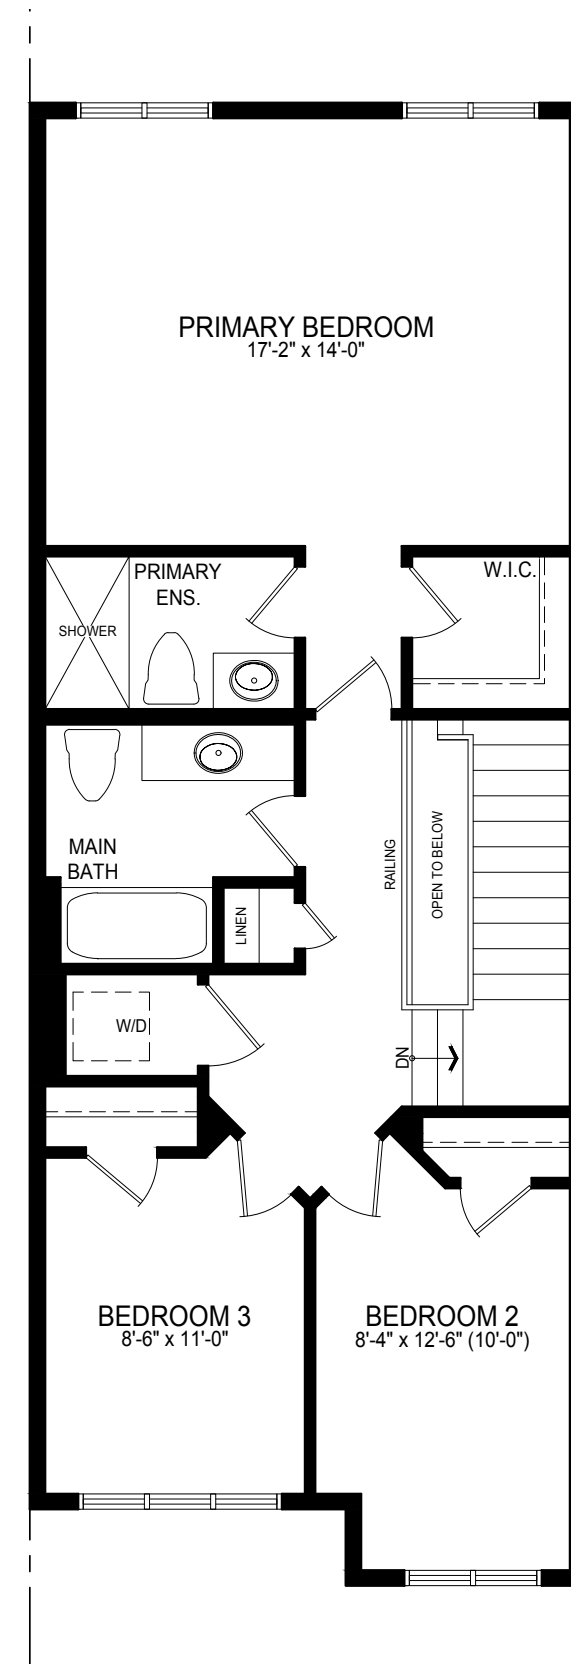 PRIMARY BEDROOM
17'-2" x 14'-0"
PRIMARY
ENS.
W.I.C.
SHOWER
MAIN
BATH
RAILING
OPEN TO BELOW
LINEN
W/D
DN
BEDROOM 3
8'-6" x 11'-0"
BEDROOM 2
8'-4" x 12'-6" (10'-0")